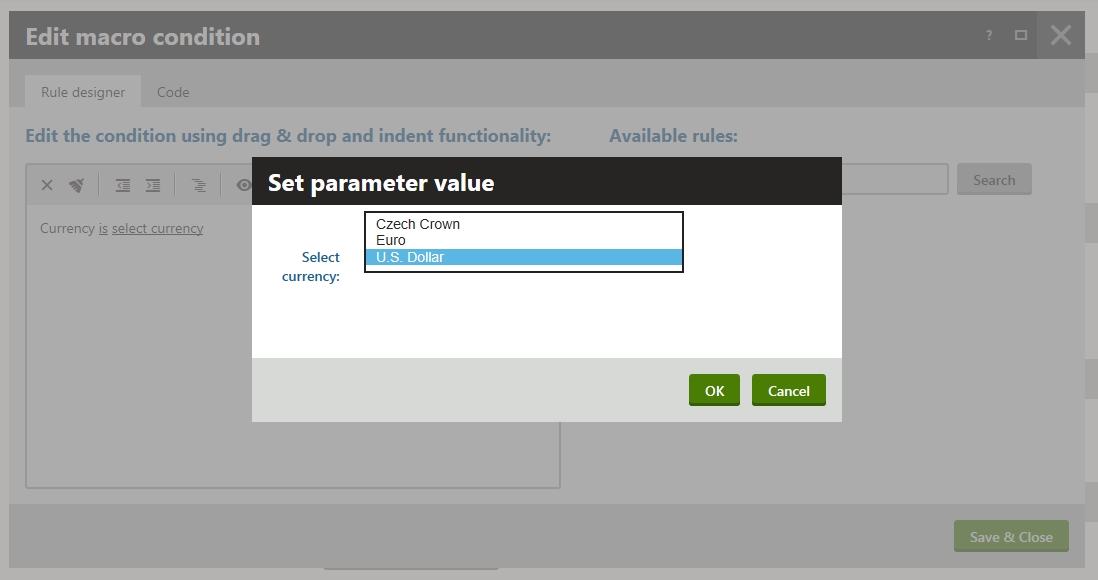 Edit macro condition
?
Rule designer
Code
Edit the condition using drag & drop and indent functionality:
Available rules:
Search
Currency is select currency
Set parameter value
Select
currency:
Czech Crown
Euro
U.S. Dollar
OK
Cancel
Save & Close